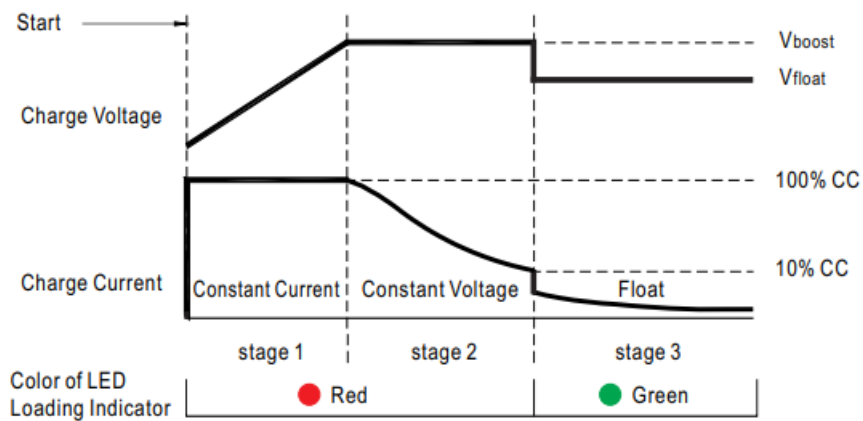 Start
Vboost
Vfloat
Charge Voltage
100% CC
10% CC
Charge Current
Constant Current
Constant Voltage
Float
stage 1
stage 2
stage 3
Color of LED
Loading Indicator
Red
Green